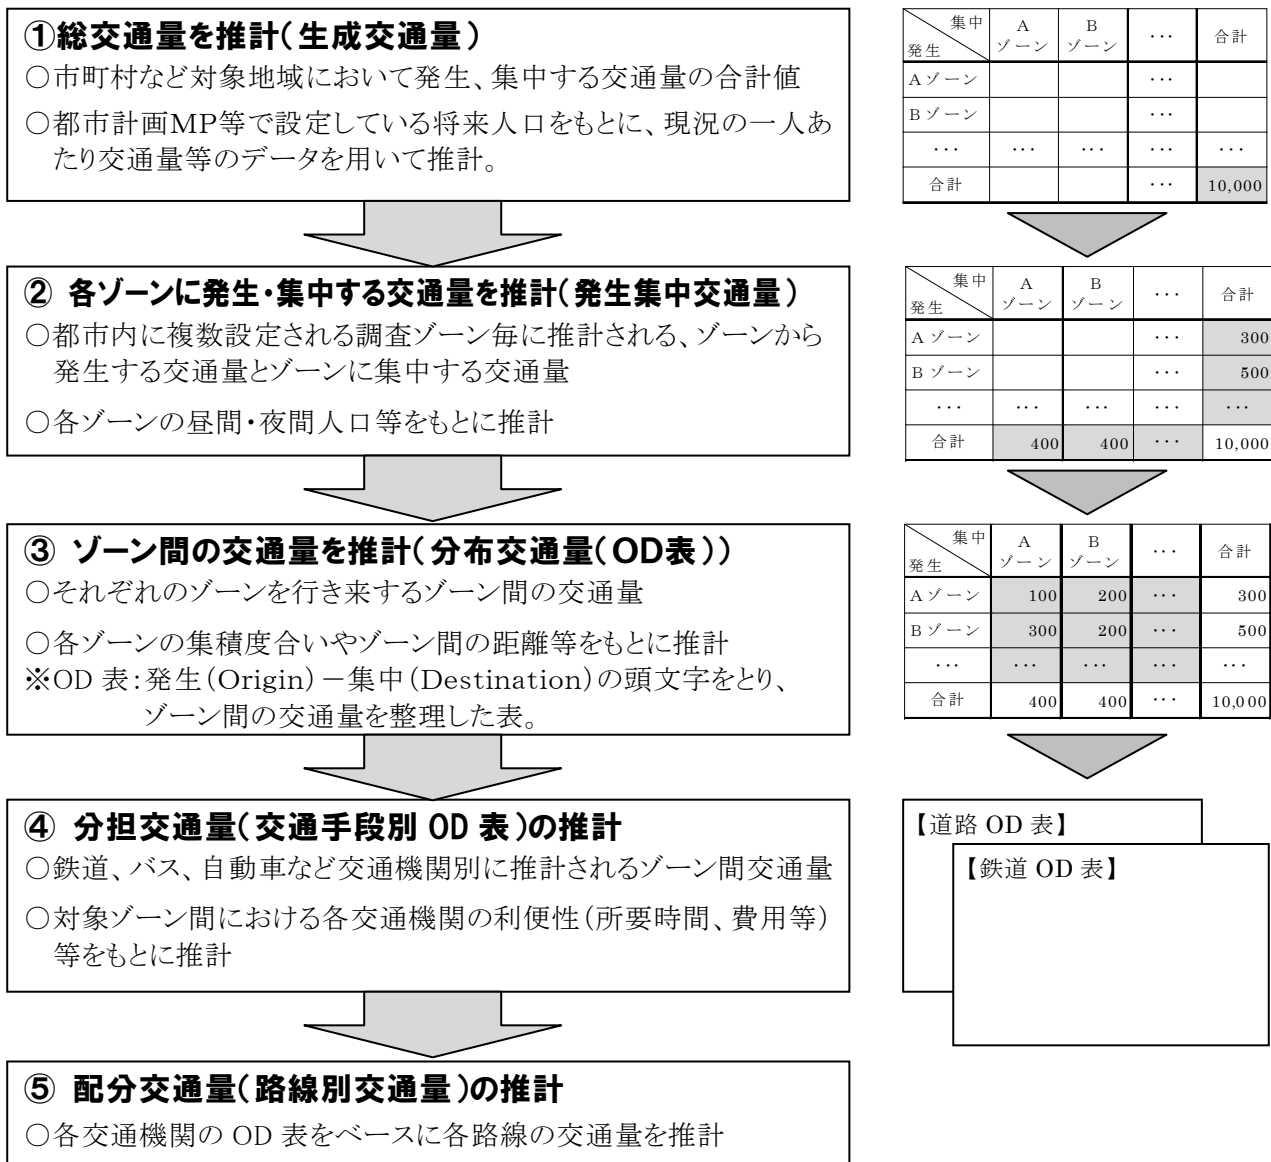 ①総交通量を推計（生成交通量）
○市町村など対象地域において発生、集中する交通量の合計値
○都市計画MP等で設定している将来人口をもとに、現況の一人あ
たり交通量等のデータを用いて推計。
集中 A ゾーン B ゾーン ・・・ 合計
発生
Aゾーン ・・・
Bゾーン ・・・
・・・ ・・・ ・・・ ・・・ ・・・
合計 ・・・ 10,000
② 各ゾーンに発生・集中する交通量を推計（発生集中交通量）
○都市内に複数設定される調査ゾーン毎に推計される、ゾーンから
発生する交通量とゾーンに集中する交通量
○各ゾーンの昼間・夜間人口等をもとに推計
集中 A ゾーン B ゾーン ・・・ 合計
発生
Aゾーン ・・・ 300
Bゾーン ・・・ 500
・・・ ・・・ ・・・ ・・・ ・・・
合計 400 400 ・・・ 10,000
③ ゾーン間の交通量を推計（分布交通量（OD表））
○それぞれのゾーンを行き来するゾーン間の交通量
○各ゾーンの集積度合いやゾーン間の距離等をもとに推計
※OD 表：発生（Origin）－集中（Destination）の頭文字をとり、
ゾーン間の交通量を整理した表。
集中 A ゾーン B ゾーン ・・・ 合計
発生
Aゾーン 100 200 ・・・ 300
Bゾーン 300 200 ・・・ 500
・・・ ・・・ ・・・ ・・・ ・・・
合計 400 400 ・・・ 10,000
④ 分担交通量（交通手段別 OD 表）の推計
○鉄道、バス、自動車など交通機関別に推計されるゾーン間交通量
○対象ゾーン間における各交通機関の利便性（所要時間、費用等）
等をもとに推計
【道路 OD 表】
【鉄道 OD 表】
⑤ 配分交通量（路線別交通量）の推計
○各交通機関の OD 表をベースに各路線の交通量を推計